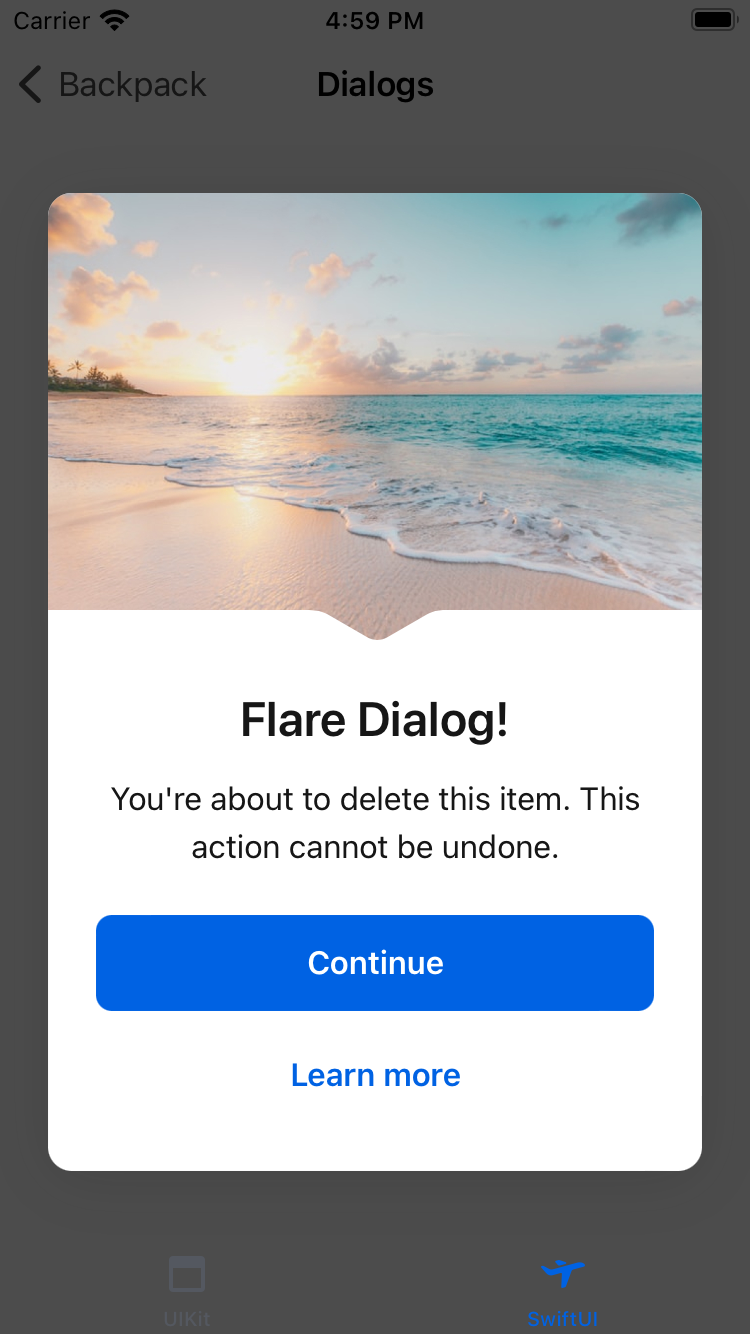 Carrier 4:59 PM
Backpack Dialogs
Flare Dialog!
You're about to delete this item. This
action cannot be undone.
Continue
Learn more
UIKit SwiftUI